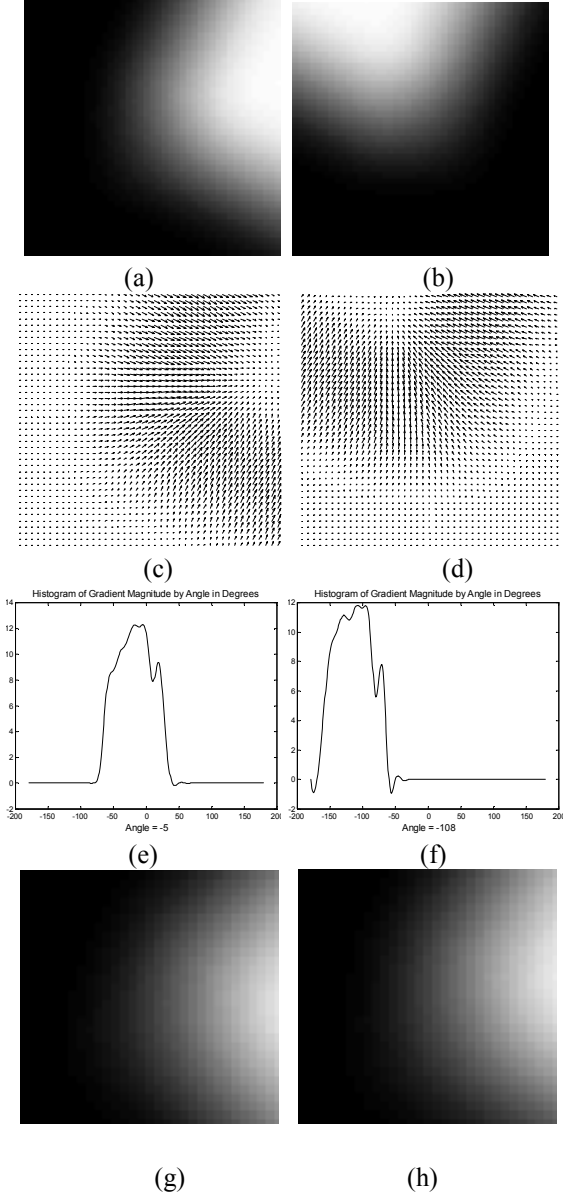 (a) (b)
(c) (d)
Histogram of Gradient Magnitude by Angle in Degrees
14
12
10
8
6
4
2
0
-2
-200 -150 -100 -50 0 50 100 150 200
Angle = -5
Histogram of Gradient Magnitude by Angle in Degrees
12
10
8
6
4
2
0
-2
-200 -150 -100 -50 0 50 100 150 200
Angle = -108
(e) (f)
(g) (h)